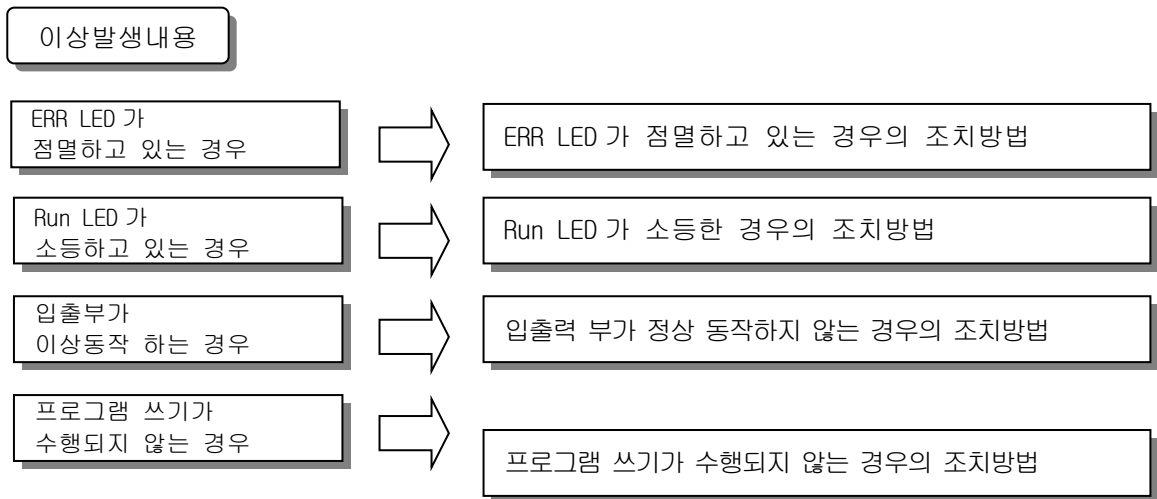 이상발생내용
ERR LED 가
점멸하고 있는 경우
ERR LED 가 점멸하고 있는 경우의 조치방법
Run LED 가
소등하고 있는 경우
Run LED 가 소등한 경우의 조치방법
입출부가
이상동작 하는 경우
입출력 부가 정상 동작하지 않는 경우의 조치방법
프로그램 쓰기가
수행되지 않는 경우
프로그램 쓰기가 수행되지 않는 경우의 조치방법